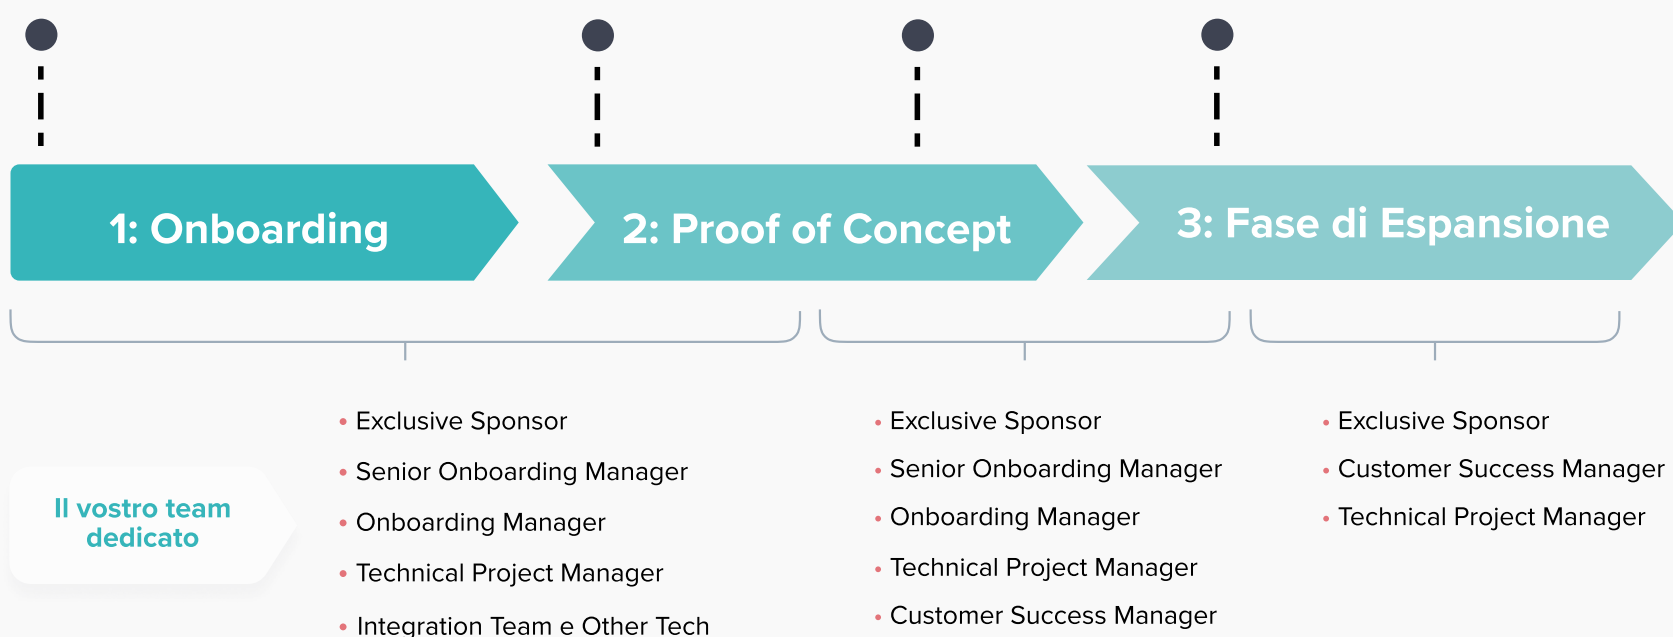 1: Onboarding
2: Proof of Concept
3: Fase di Espansione
Il vostro team
dedicato
• Exclusive Sponsor
• Senior Onboarding Manager
• Onboarding Manager
• Technical Project Manager
• Integration Team e Other Tech
• Exclusive Sponsor
• Senior Onboarding Manager
• Onboarding Manager
• Technical Project Manager
• Customer Success Manager
• Exclusive Sponsor
• Customer Success Manager
• Technical Project Manager